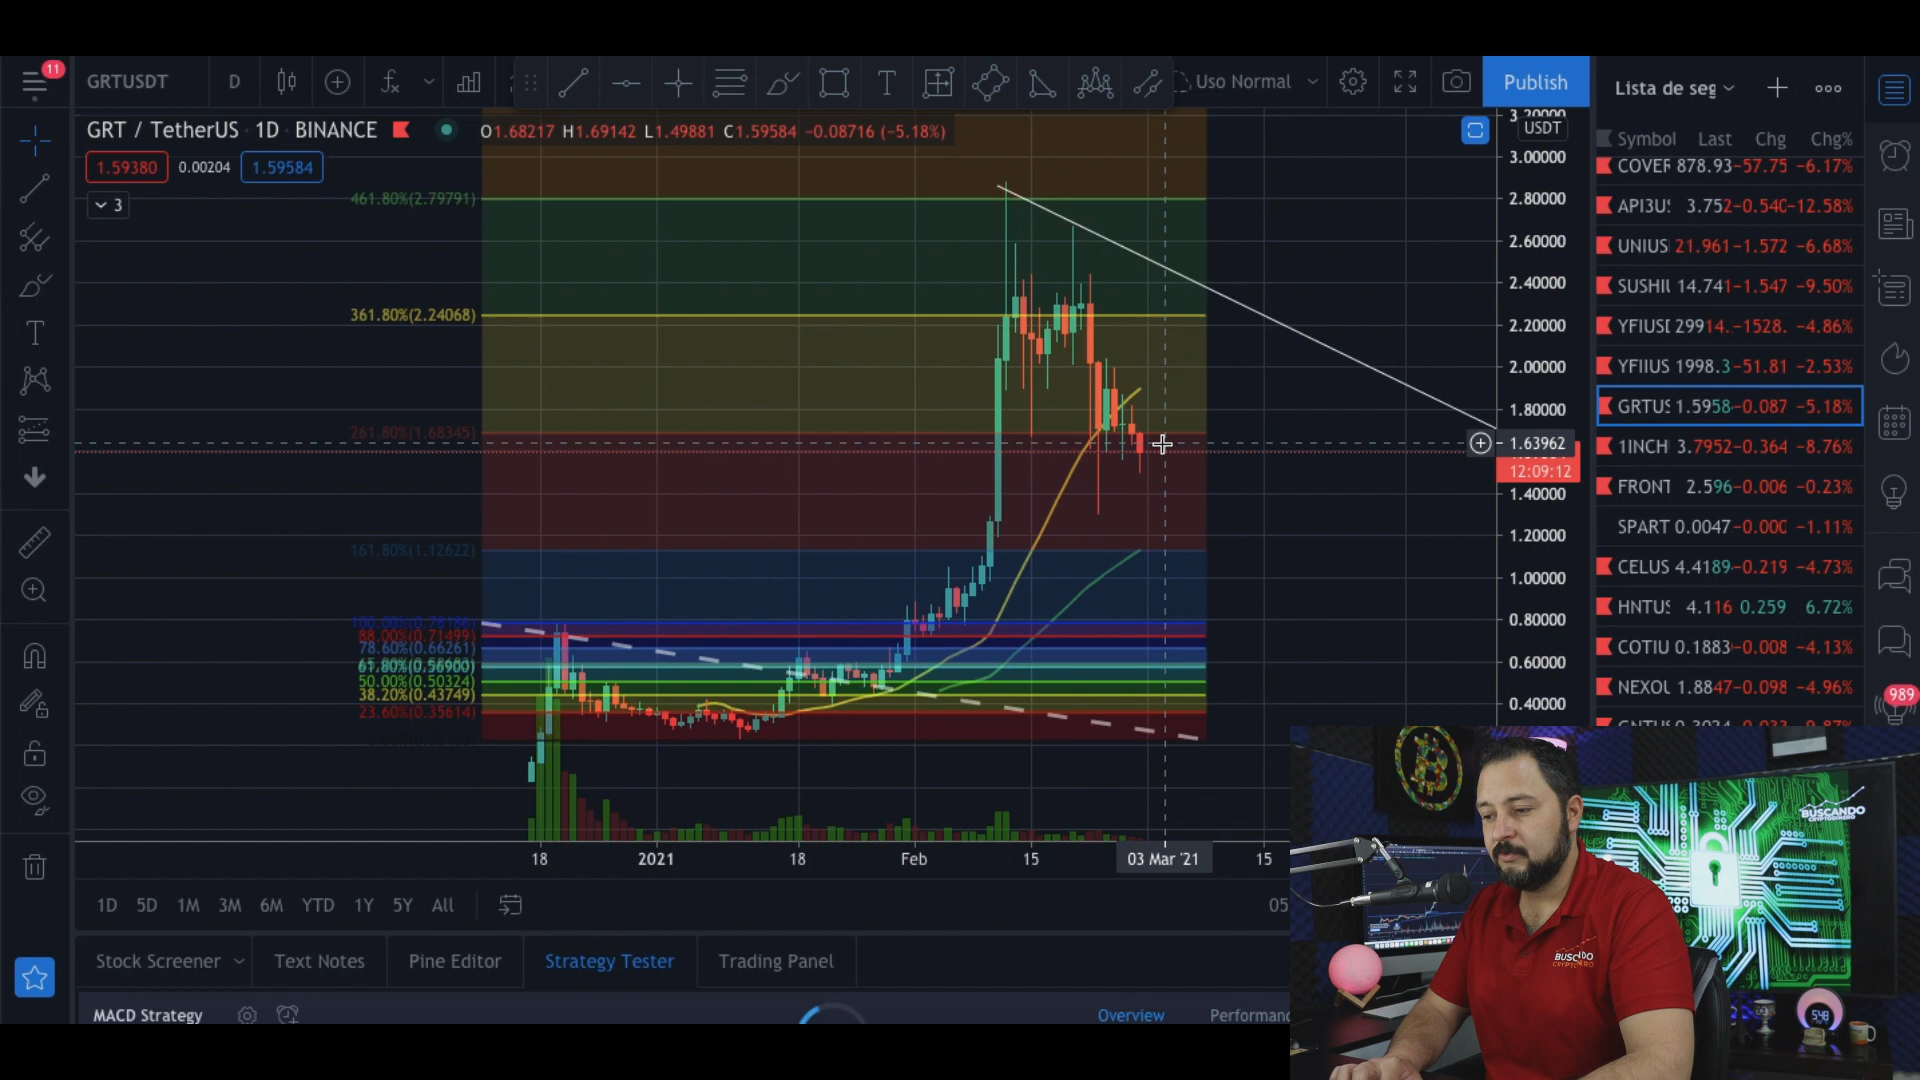 11
GRTUSDT D Uso Normal Publish
GRT / TetherUS · 1D · BINANCE O1.68217 H1.69142 L1.49881 C1.59584 −0.08716 (−5.18%)
1.59380 0.00204 1.59584
3
461.80%(2.79791)
361.80%(2.24068)
261.80%(1.68345)
161.80%(1.12622)
100.00%(0.78186)
88.00%(0.71499)
78.60%(0.66261)
61.80%(0.56900)
50.00%(0.50324)
38.20%(0.43749)
23.60%(0.35614)
USDT
3.00000
2.80000
2.60000
2.40000
2.20000
2.00000
1.80000
1.63962
12:09:12
1.40000
1.20000
1.00000
0.80000
0.60000
0.40000
18 2021 18 Feb 15 03 Mar '21 15
1D 5D 1M 3M 6M YTD 1Y 5Y All 05
Stock Screener Text Notes Pine Editor Strategy Tester Trading Panel
MACD Strategy Overview Performanc
Lista de seg
Symbol Last Chg Chg%
COVER 878.93 −57.75 −6.17%
API3U 3.752 −0.540 −12.58%
UNIUS 21.961 −1.572 −6.68%
SUSHIU 14.741 −1.547 −9.50%
YFIUSD 29914. −1528. −4.86%
YFIIUS 1998.3 −51.81 −2.53%
GRTUS 1.5958 −0.087 −5.18%
1INCH 3.7952 −0.364 −8.76%
FRONT 2.596 −0.006 −0.23%
SPART 0.0047 −0.000 −1.11%
CELUS 4.4189 −0.219 −4.73%
HNTUS 4.116 0.259 6.72%
COTIU 0.1883 −0.008 −4.13%
NEXOU 1.8847 −0.098 −4.96%
989
BUSCANDO
BUSCANDO
CRYPTODINERO
548